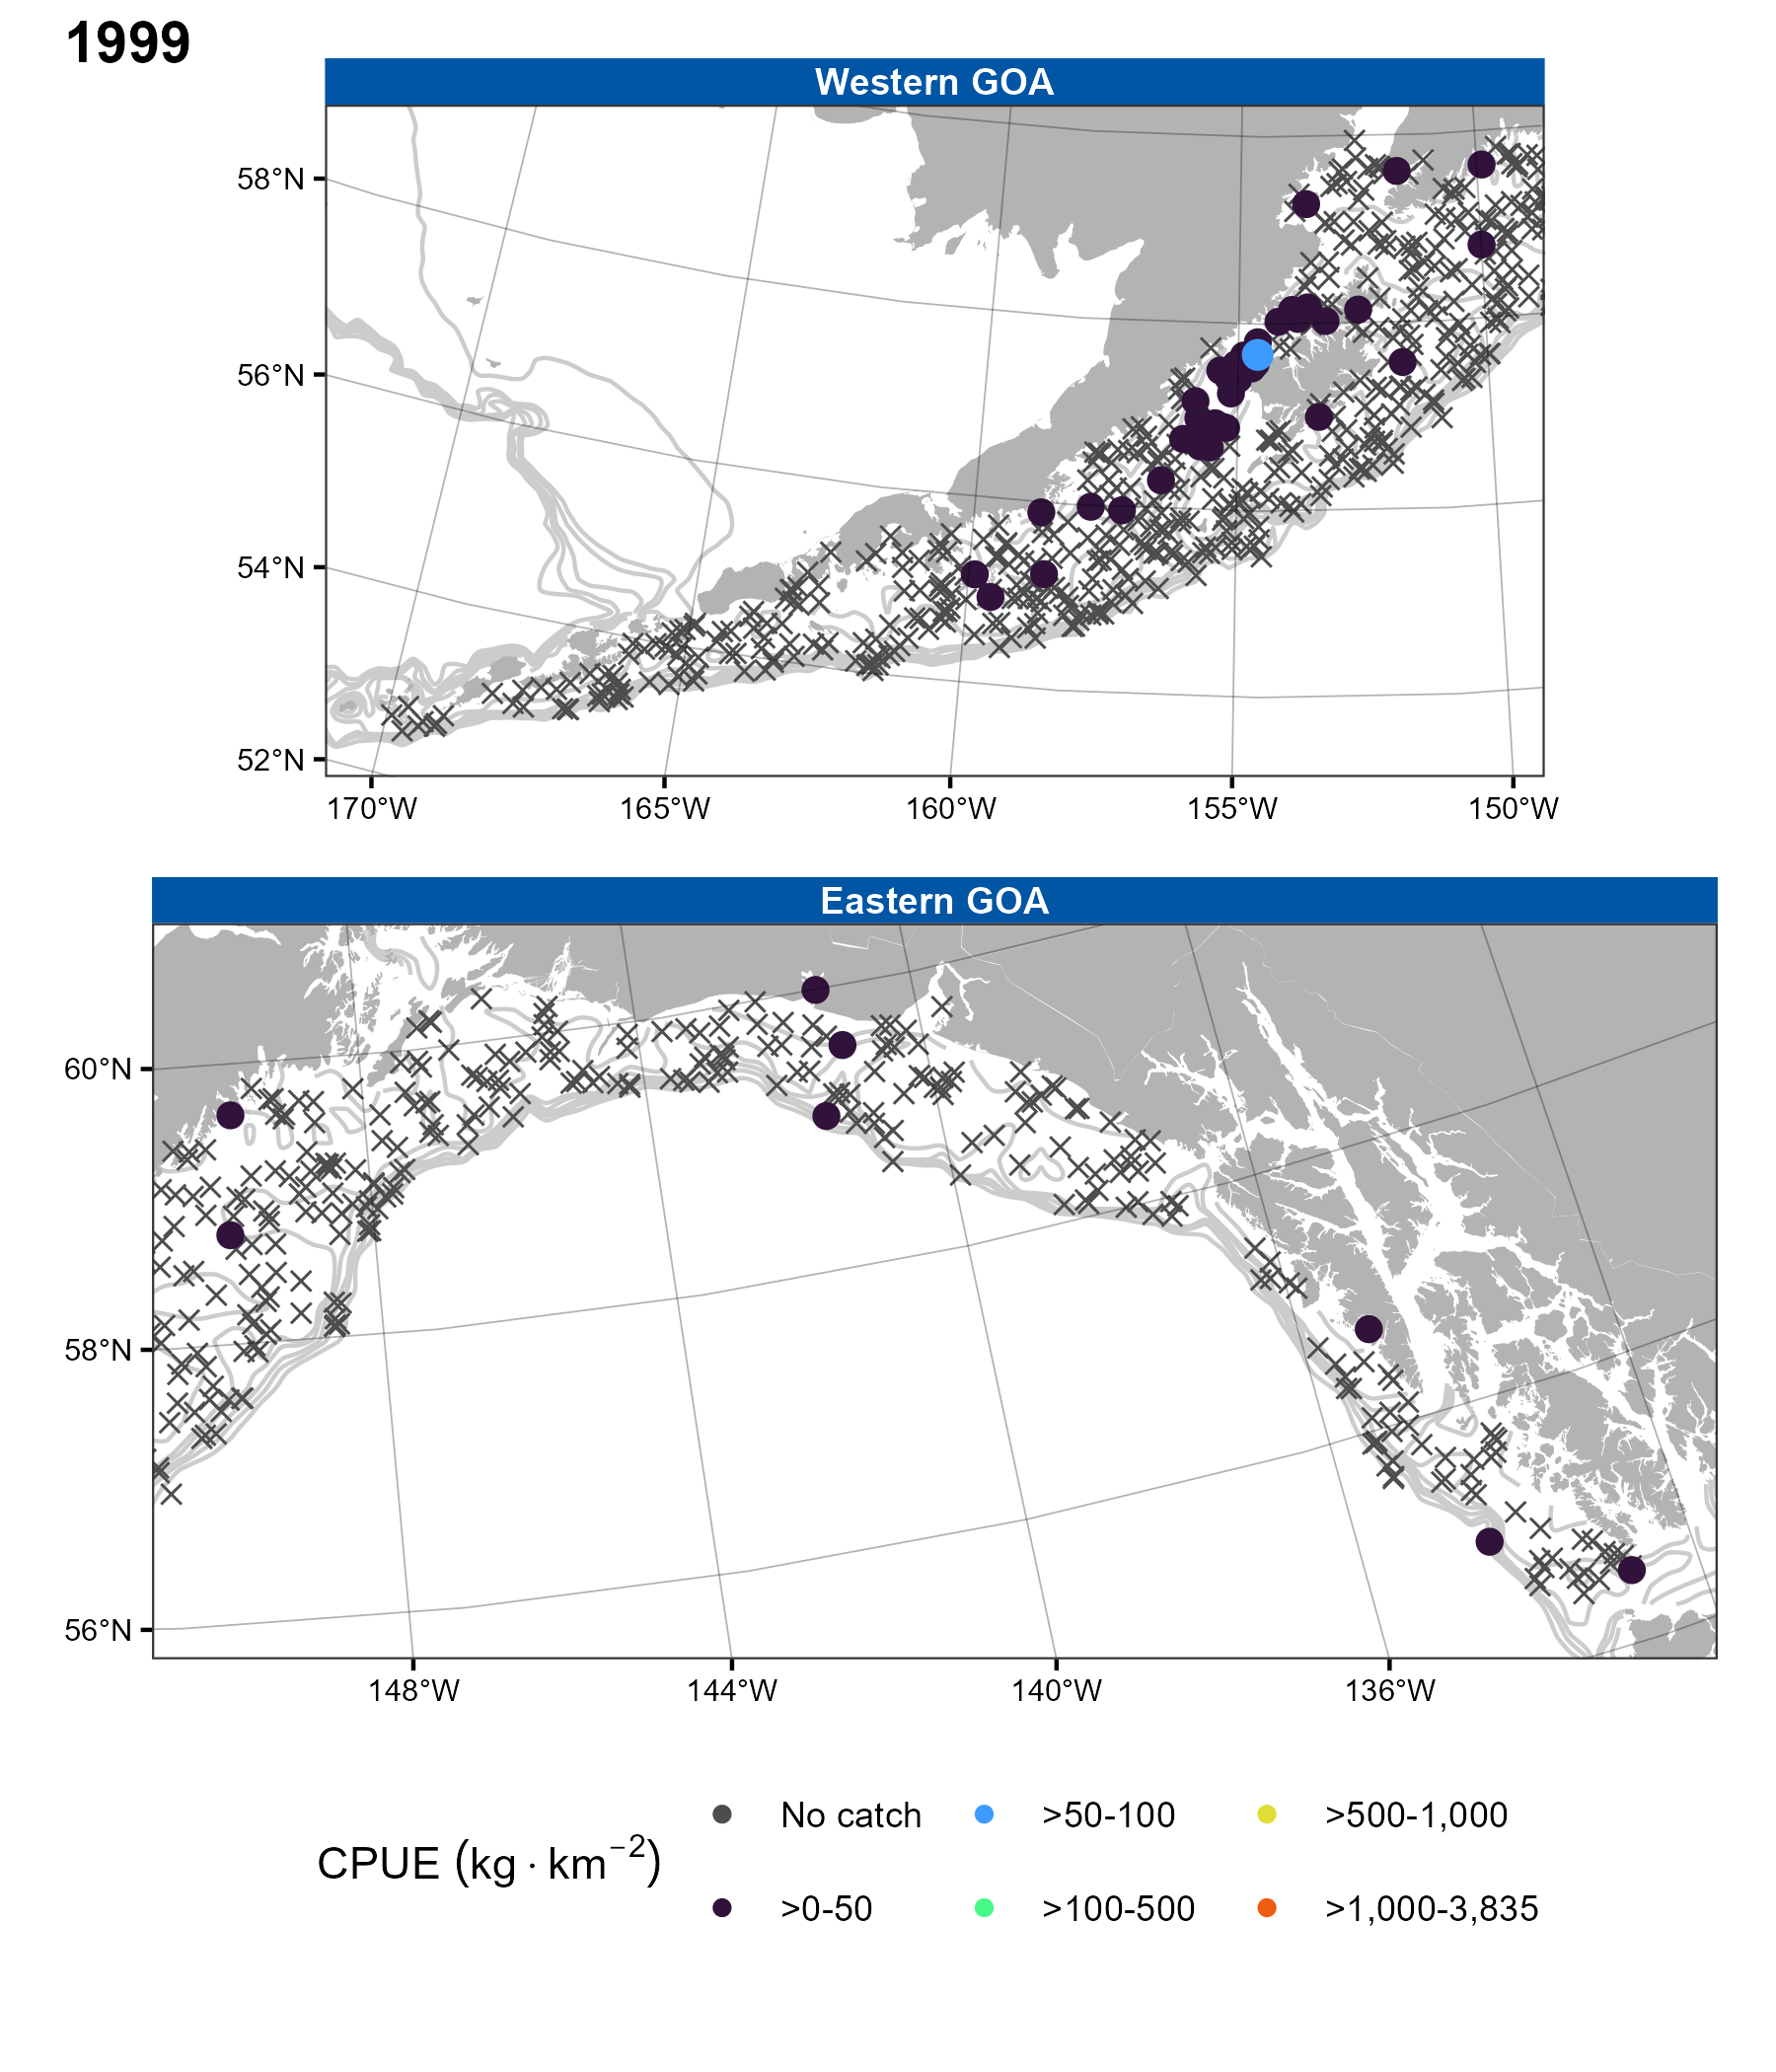 1999
Western GOA
58°N
56°N
54°N
52°N
170°W 165°W 160°W 155°W 150°W
Eastern GOA
60°N
58°N
56°N
148°W 144°W 140°W 136°W
CPUE (kg · km⁻²)
No catch >50-100 >500-1,000
>0-50 >100-500 >1,000-3,835